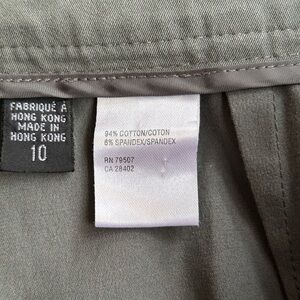 FABRIQUÉ À
HONG KONG
MADE IN
HONG KONG
10
94% COTTON/COTON
6% SPANDEX/SPANDEX
RN 79507
CA 28402